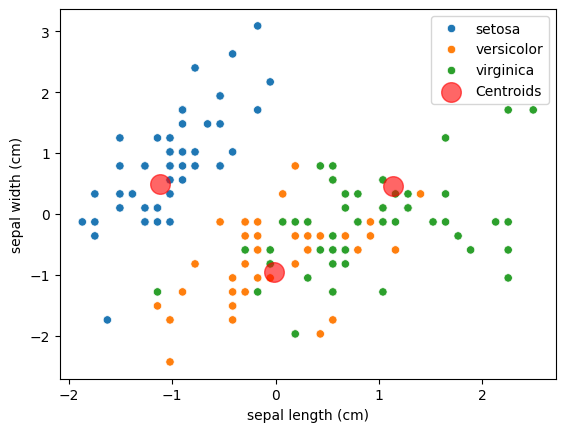 setosa
versicolor
virginica
Centroids
3
2
1
0
−1
−2
sepal width (cm)
−2
−1
0
1
2
sepal length (cm)